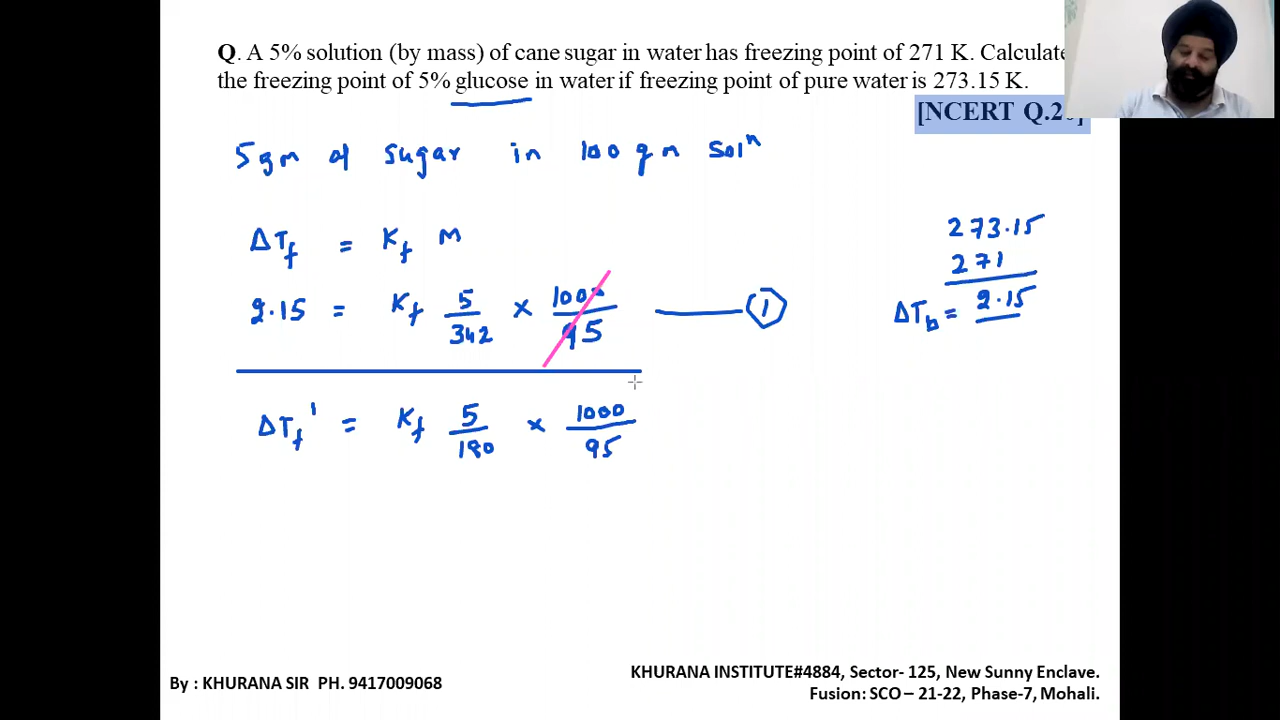 Q. A 5% solution (by mass) of cane sugar in water has freezing point of 271 K. Calculate
the freezing point of 5% glucose in water if freezing point of pure water is 273.15 K.
[NCERT Q.2
5gm of sugar in 100 gm solⁿ
ΔTf = Kf m
2.15 = Kf 5/342 × 1000/95 ——— ①
273.15
271
ΔTb = 2.15
ΔTf' = Kf 5/180 × 1000/95
By : KHURANA SIR PH. 9417009068
KHURANA INSTITUTE#4884, Sector- 125, New Sunny Enclave.
Fusion: SCO – 21-22, Phase-7, Mohali.